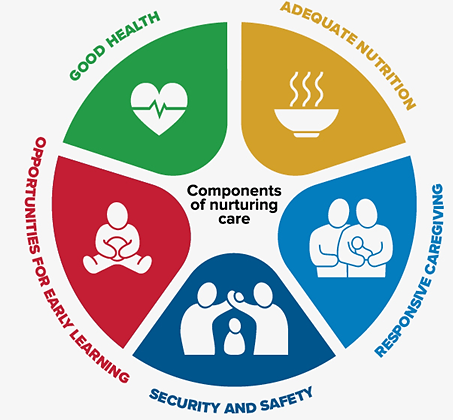 GOOD HEALTH
ADEQUATE NUTRITION
OPPORTUNITIES FOR EARLY LEARNING
Components
of nurturing
care
RESPONSIVE CAREGIVING
SECURITY AND SAFETY